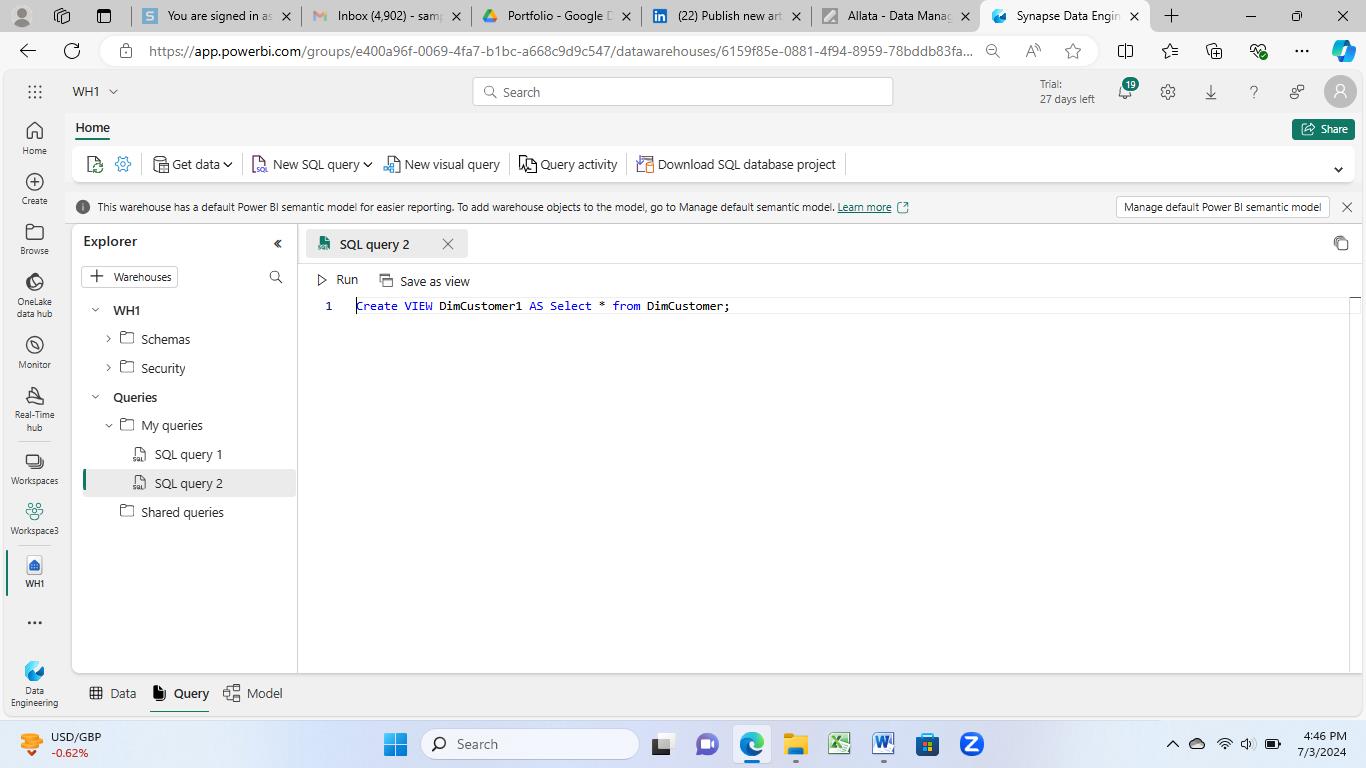 You are signed in as
Inbox (4,902) - samp
Portfolio - Google D
(22) Publish new art
Allata - Data Manag
Synapse Data Engin
https://app.powerbi.com/groups/e400a96f-0069-4fa7-b1bc-a668c9d9c547/datawarehouses/6159f85e-0881-4f94-8959-78bddb83fa...
WH1
Search
Trial:
27 days left
19
Home
Share
Get data
New SQL query
New visual query
Query activity
Download SQL database project
This warehouse has a default Power BI semantic model for easier reporting. To add warehouse objects to the model, go to Manage default semantic model. Learn more
Manage default Power BI semantic model
Home
Create
Browse
OneLake
data hub
Monitor
Real-Time
hub
Workspaces
Workspace3
WH1
Data
Engineering
Explorer
Warehouses
WH1
Schemas
Security
Queries
My queries
SQL query 1
SQL query 2
Shared queries
SQL query 2
Run
Save as view
1 Create VIEW DimCustomer1 AS Select * from DimCustomer;
Data
Query
Model
USD/GBP
-0.62%
Search
4:46 PM
7/3/2024